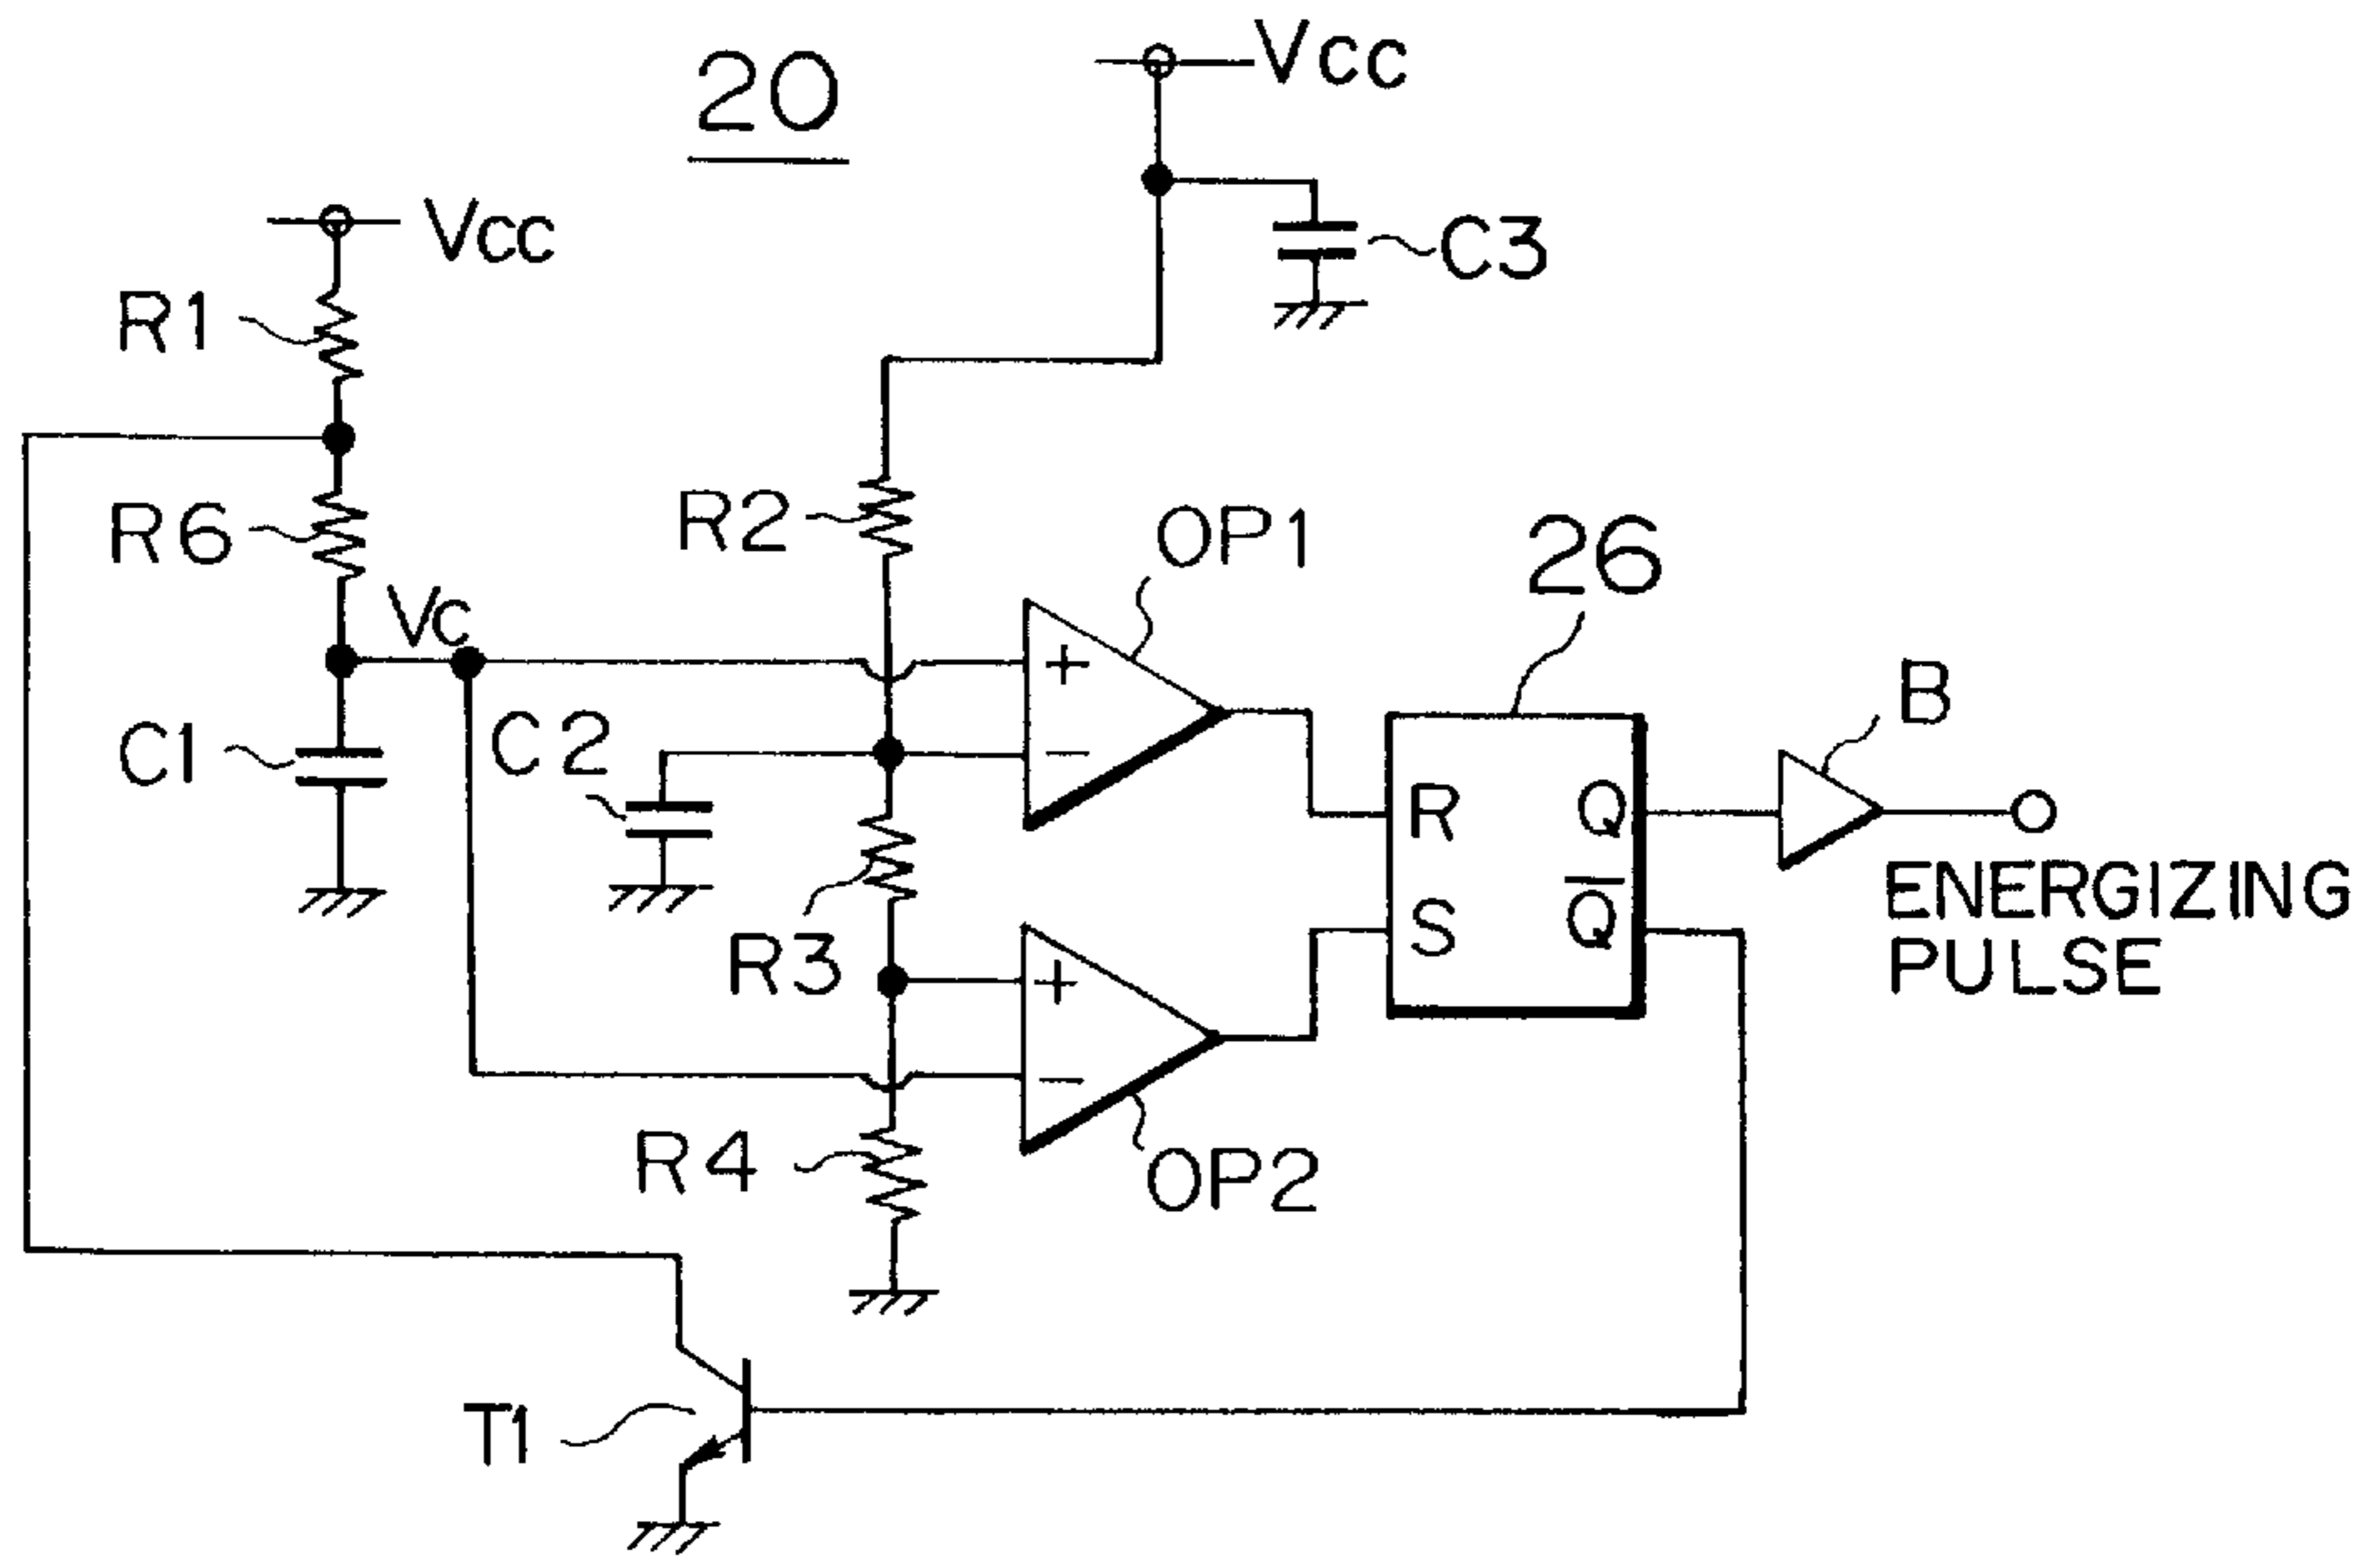 20
Vcc
Vcc
C3
R1
R6
R2
OP1
26
Vc
B
C1
C2
+
−
R
Q
ENERGIZING
PULSE
S
Q̅
R3
+
−
R4
OP2
T1